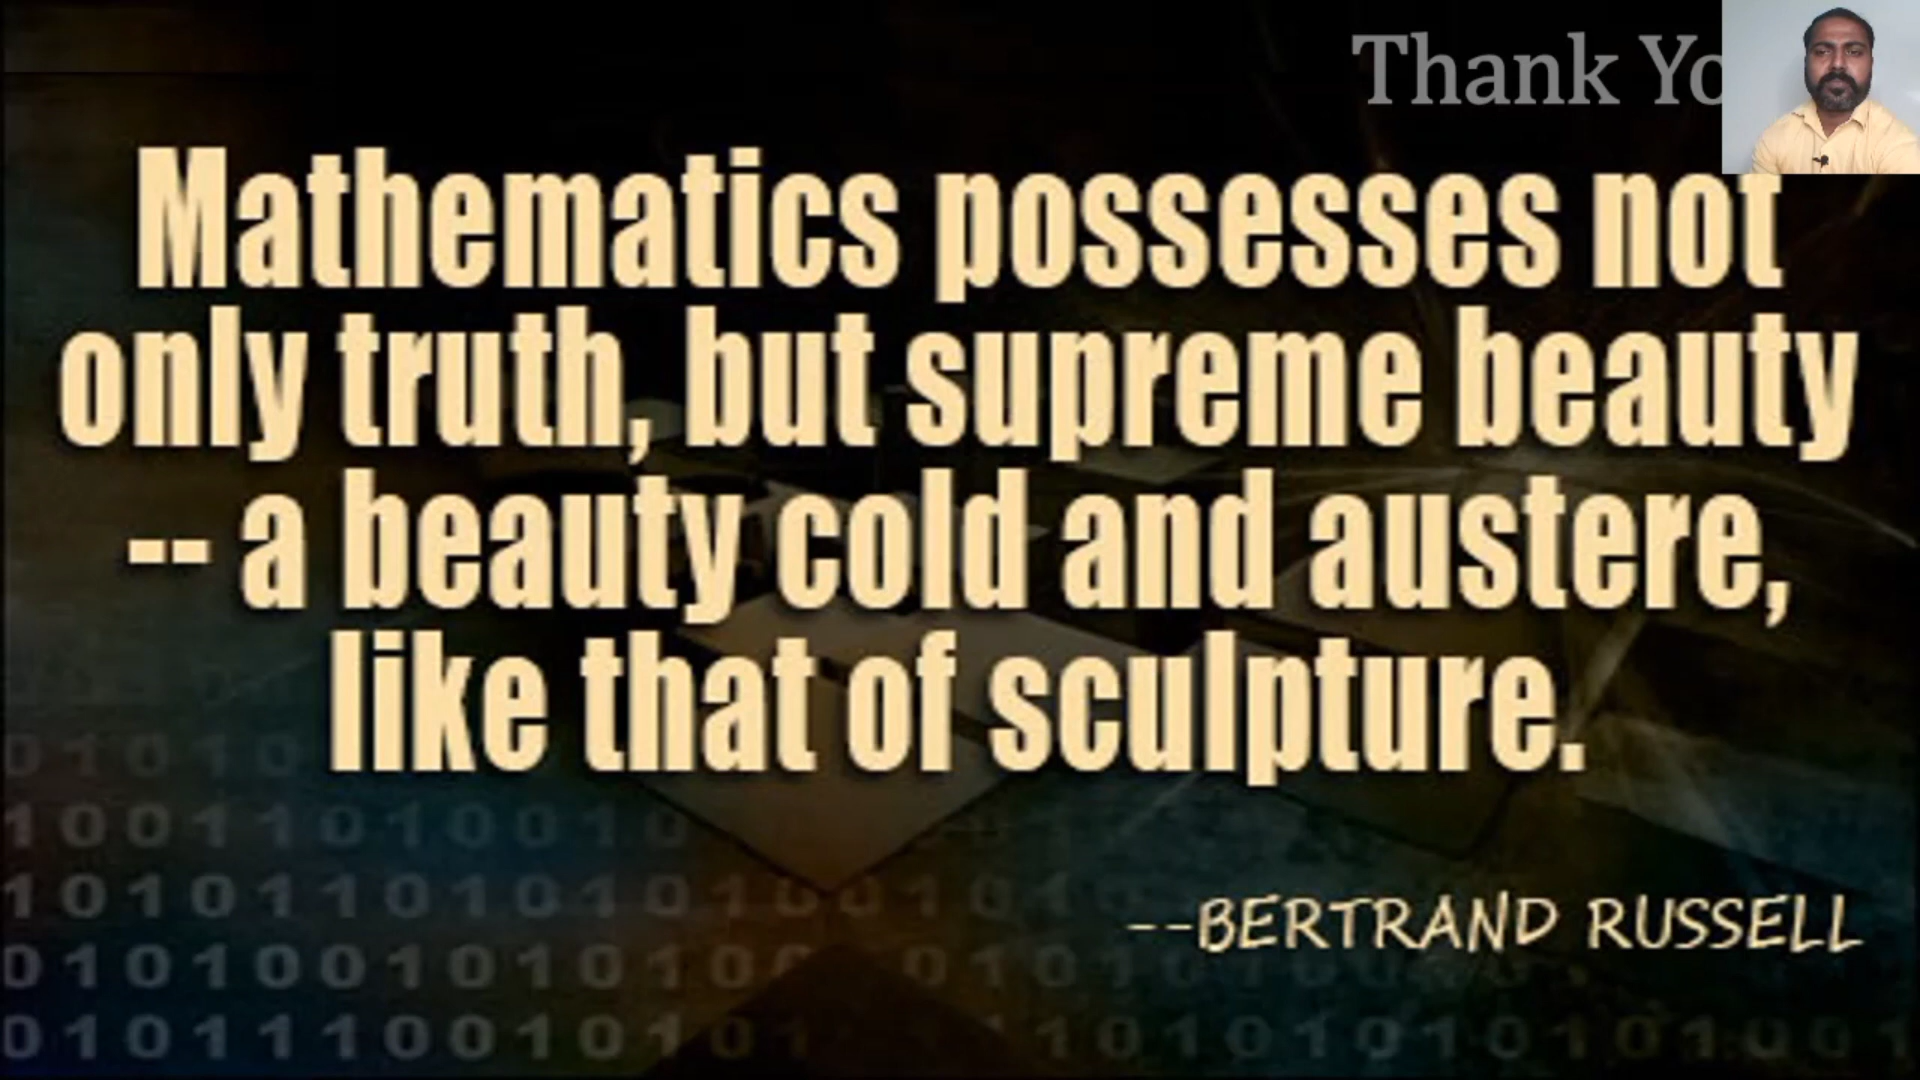 Thank Yo
Mathematics possesses not
only truth, but supreme beauty
-- a beauty cold and austere,
like that of sculpture.
--BERTRAND RUSSELL